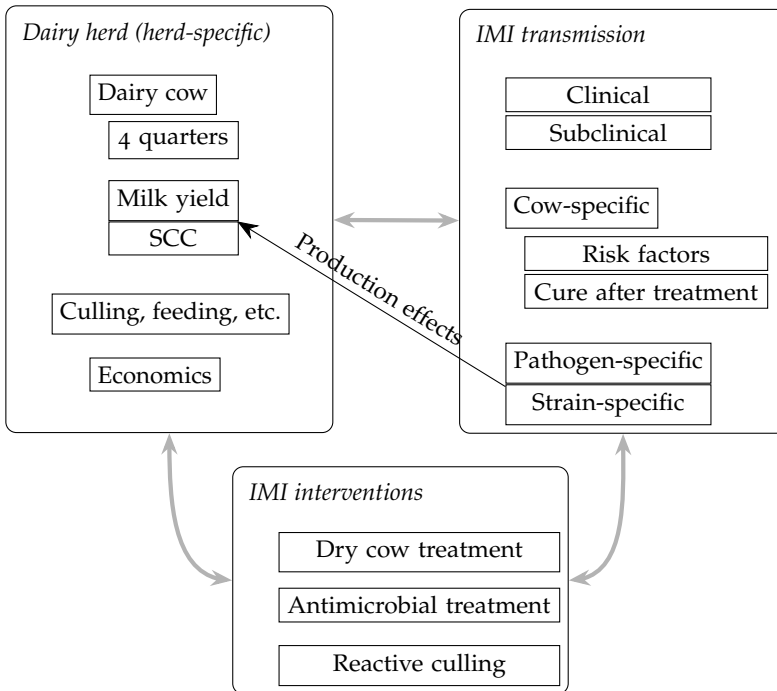 Dairy herd (herd-specific)
Dairy cow
4 quarters
Milk yield
SCC
Culling, feeding, etc.
Economics
Production effects
IMI transmission
Clinical
Subclinical
Cow-specific
Risk factors
Cure after treatment
Pathogen-specific
Strain-specific
IMI interventions
Dry cow treatment
Antimicrobial treatment
Reactive culling